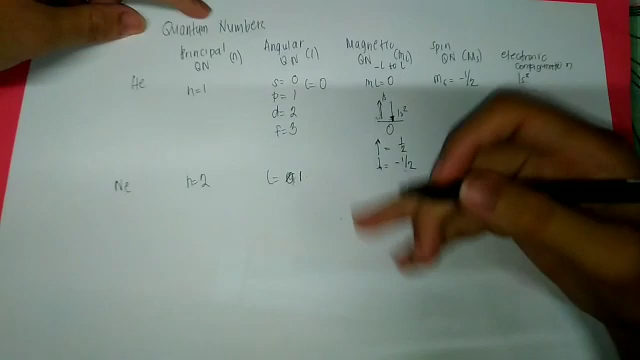 Quantum Numbers
Principal QN (n)
Angular QN (l)
Magnetic QN (ml)
-l to l
Spin QN (Ms)
electronic configuration
He
n=1
s = 0 l=0
p = 1
d = 2
f = 3
ml = 0
ms = -1/2
1s²
1s²
0
↑ = 1/2
↓ = -1/2
Ne
n=2
l= 1